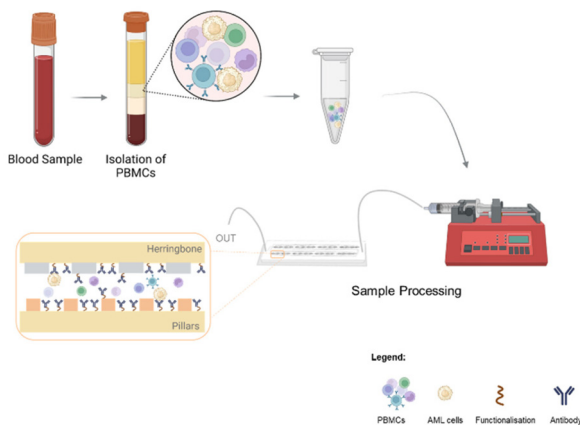 Blood Sample
Isolation of
PBMCs
OUT
Herringbone
Pillars
Sample Processing
Legend:
PBMCs
AML cells
Functionalisation
Antibody